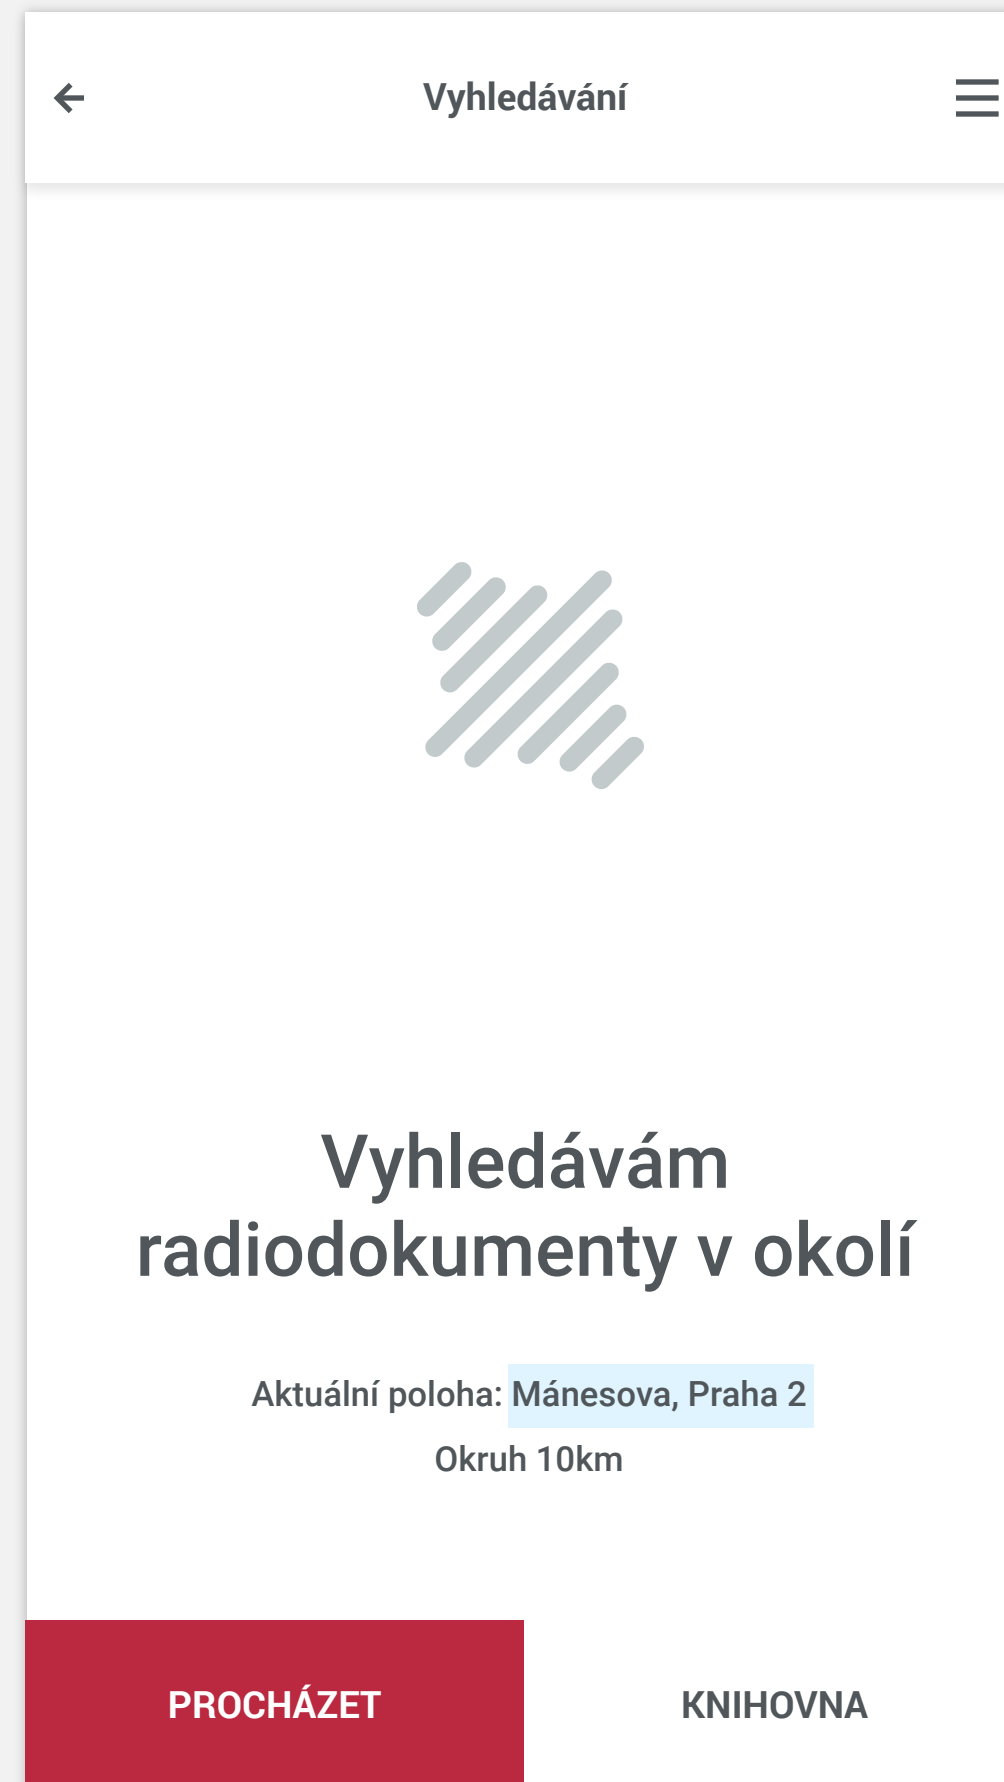 Vyhledávání
Vyhledávám
radiodokumenty v okolí
Aktuální poloha: Mánesova, Praha 2
Okruh 10km
PROCHÁZET
KNIHOVNA